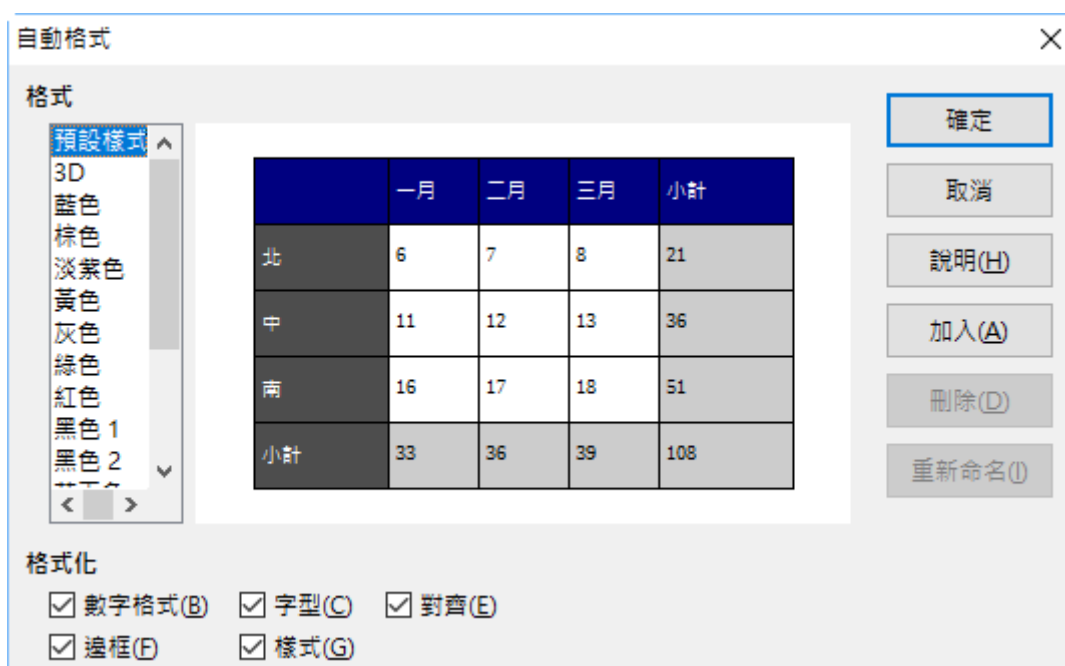 自動格式
格式
預設樣式
3D
藍色
棕色
淡紫色
黃色
灰色
綠色
紅色
黑色 1
黑色 2
一月 二月 三月 小計
北 6 7 8 21
中 11 12 13 36
南 16 17 18 51
小計 33 36 39 108
確定
取消
說明(H)
加入(A)
刪除(D)
重新命名(I)
格式化
數字格式(B) 字型(C) 對齊(E)
邊框(F) 樣式(G)